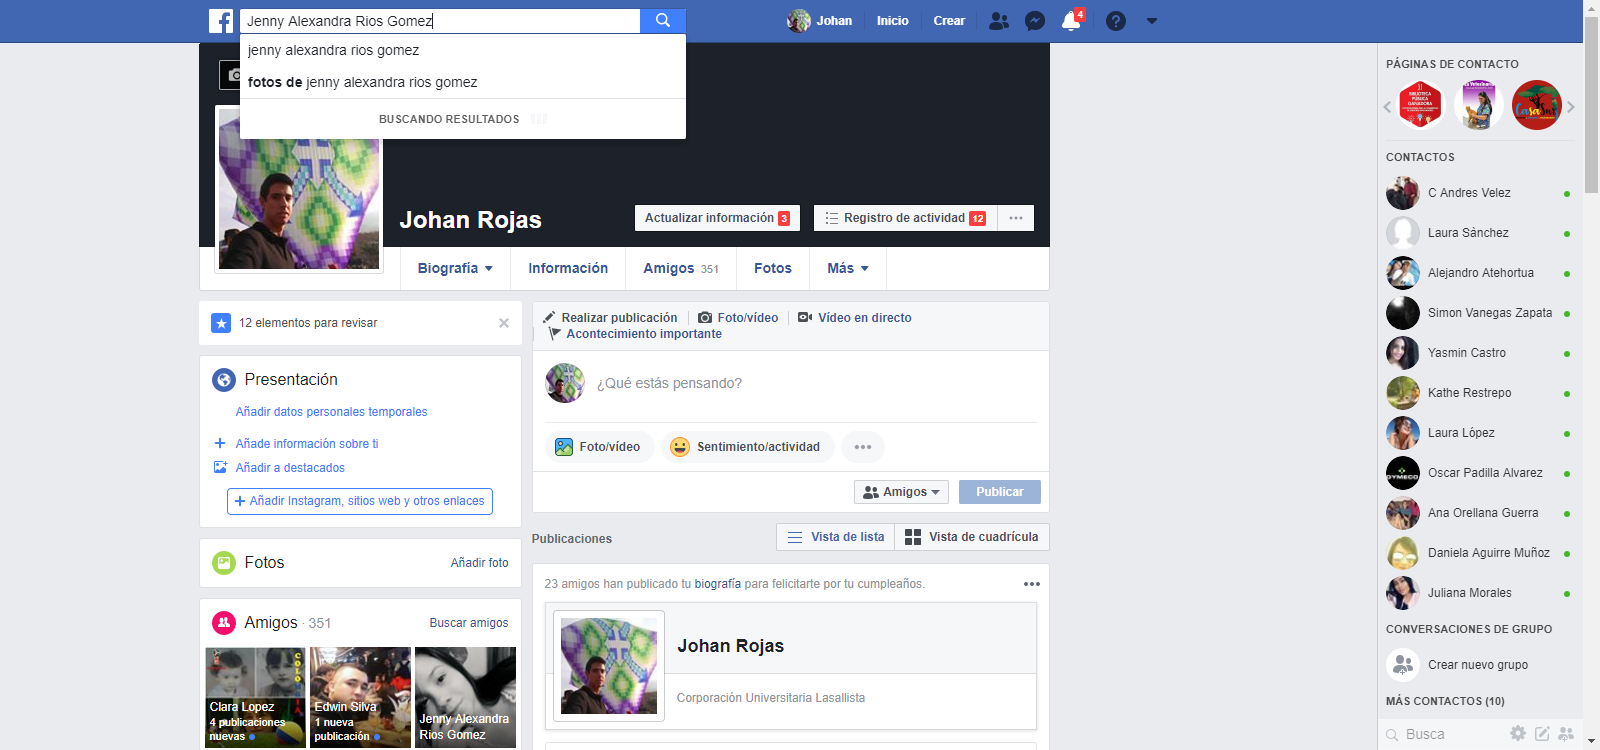 Jenny Alexandra Rios Gomez
Johan
Inicio
Crear
4
jenny alexandra rios gomez
fotos de jenny alexandra rios gomez
BUSCANDO RESULTADOS
Johan Rojas
Actualizar información 3
Registro de actividad 12
Biografía
Información
Amigos 351
Fotos
Más
12 elementos para revisar
Presentación
Añadir datos personales temporales
Añade información sobre ti
Añadir a destacados
Añadir Instagram, sitios web y otros enlaces
Fotos
Añadir foto
Amigos · 351
Buscar amigos
Clara Lopez
4 publicaciones
nuevas
Edwin Silva
1 nueva
publicación
Jenny Alexandra
Rios Gomez
Realizar publicación
Foto/vídeo
Vídeo en directo
Acontecimiento importante
¿Qué estás pensando?
Foto/vídeo
Sentimiento/actividad
Amigos
Publicar
Publicaciones
Vista de lista
Vista de cuadrícula
23 amigos han publicado tu biografía para felicitarte por tu cumpleaños.
Johan Rojas
Corporación Universitaria Lasallista
PÁGINAS DE CONTACTO
BIBLIOTECA
PÚBLICA
GANADORA
CaSaSur
CONTACTOS
C Andres Velez
Laura Sánchez
Alejandro Atehortua
Simon Vanegas Zapata
Yasmin Castro
Kathe Restrepo
Laura López
Oscar Padilla Alvarez
Ana Orellana Guerra
Daniela Aguirre Muñoz
Juliana Morales
CONVERSACIONES DE GRUPO
Crear nuevo grupo
MÁS CONTACTOS (10)
Busca